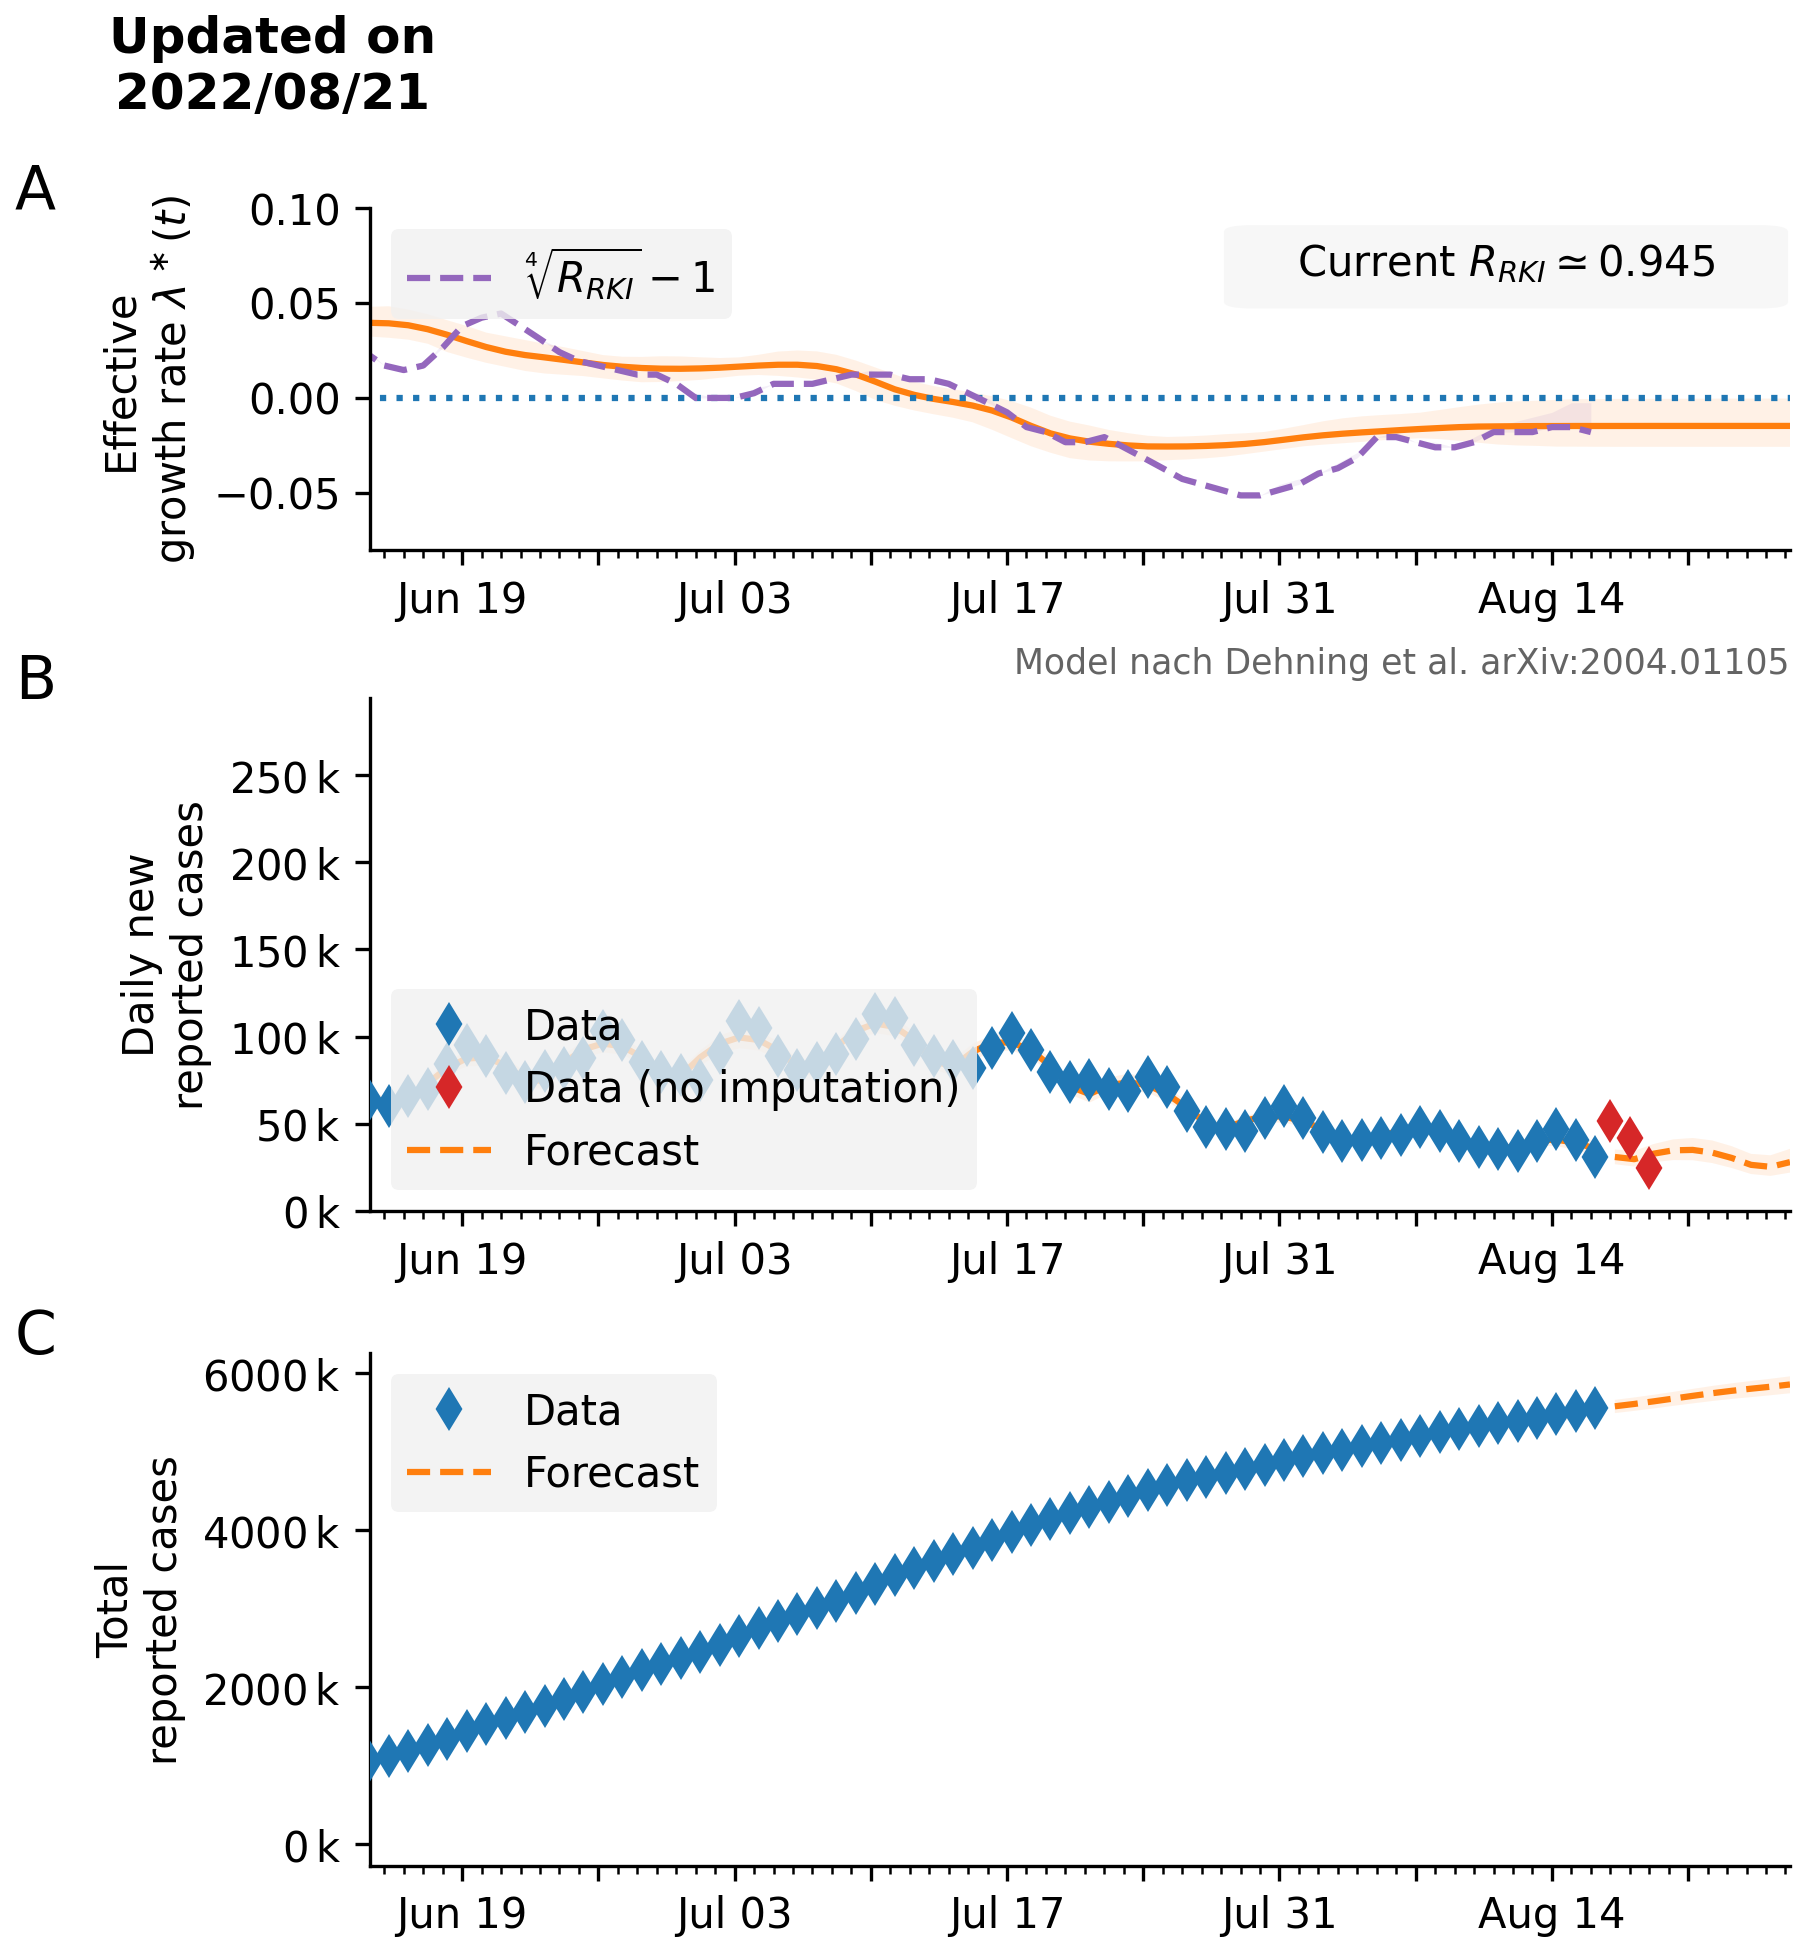 Updated on
2022/08/21
A
Effective
growth rate λ * (t)
0.10
0.05
0.00
−0.05
∜R_RKI − 1
Current R_RKI ≃ 0.945
Jun 19 Jul 03 Jul 17 Jul 31 Aug 14
Model nach Dehning et al. arXiv:2004.01105
B
Daily new
reported cases
250 k
200 k
150 k
100 k
50 k
0 k
Data
Data (no imputation)
Forecast
Jun 19 Jul 03 Jul 17 Jul 31 Aug 14
C
Total
reported cases
6000 k
4000 k
2000 k
0 k
Data
Forecast
Jun 19 Jul 03 Jul 17 Jul 31 Aug 14